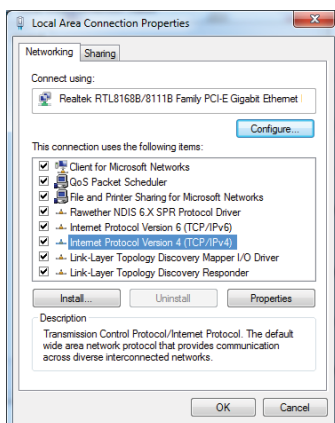 Local Area Connection Properties
Networking Sharing
Connect using:
Realtek RTL8168B/8111B Family PCI-E Gigabit Ethernet
Configure...
This connection uses the following items:
Client for Microsoft Networks
QoS Packet Scheduler
File and Printer Sharing for Microsoft Networks
Rawether NDIS 6.X SPR Protocol Driver
Internet Protocol Version 6 (TCP/IPv6)
Internet Protocol Version 4 (TCP/IPv4)
Link-Layer Topology Discovery Mapper I/O Driver
Link-Layer Topology Discovery Responder
Install... Uninstall Properties
Description
Transmission Control Protocol/Internet Protocol. The default
wide area network protocol that provides communication
across diverse interconnected networks.
OK Cancel